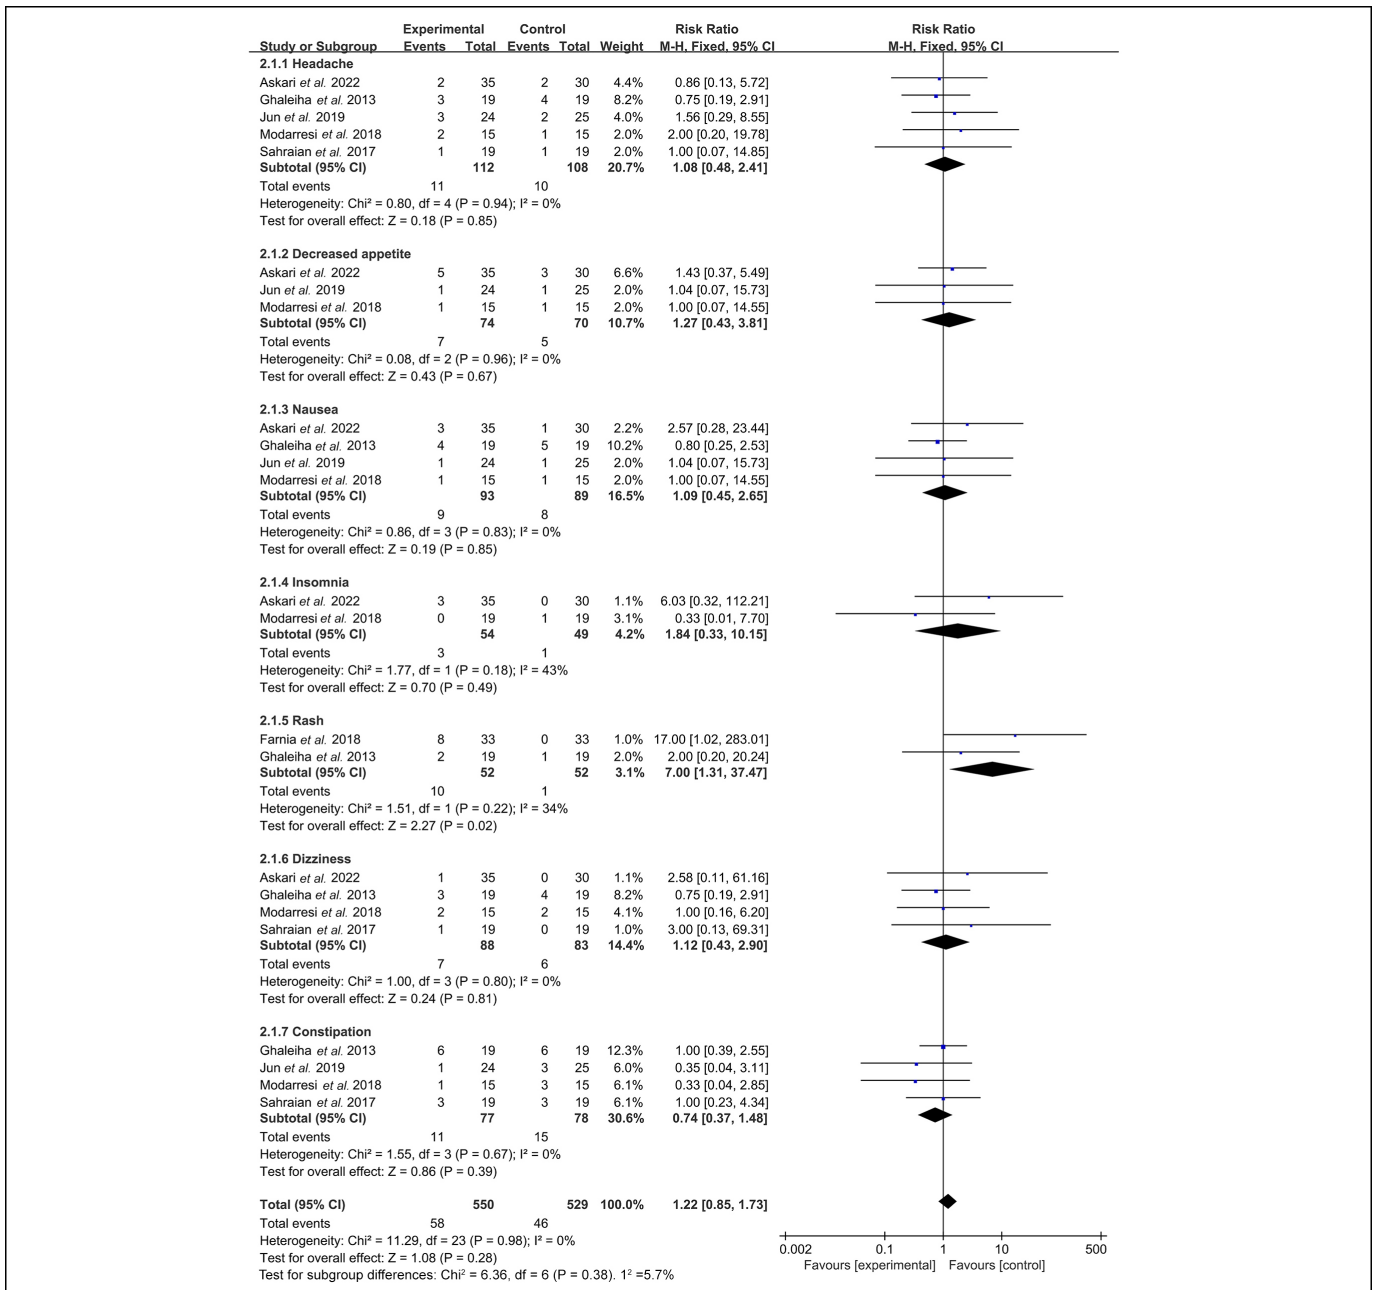 Experimental Control Risk Ratio Risk Ratio
Study or Subgroup Events Total Events Total Weight M-H, Fixed, 95% CI M-H, Fixed, 95% CI
2.1.1 Headache
Askari et al. 2022 2 35 2 30 4.4% 0.86 [0.13, 5.72]
Ghaleiha et al. 2013 3 19 4 19 8.2% 0.75 [0.19, 2.91]
Jun et al. 2019 3 24 2 25 4.0% 1.56 [0.29, 8.55]
Modarresi et al. 2018 2 15 1 15 2.0% 2.00 [0.20, 19.78]
Sahraian et al. 2017 1 19 1 19 2.0% 1.00 [0.07, 14.85]
Subtotal (95% CI) 112 108 20.7% 1.08 [0.48, 2.41]
Total events 11 10
Heterogeneity: Chi² = 0.80, df = 4 (P = 0.94); I² = 0%
Test for overall effect: Z = 0.18 (P = 0.85)
2.1.2 Decreased appetite
Askari et al. 2022 5 35 3 30 6.6% 1.43 [0.37, 5.49]
Jun et al. 2019 1 24 1 25 2.0% 1.04 [0.07, 15.73]
Modarresi et al. 2018 1 15 1 15 2.0% 1.00 [0.07, 14.55]
Subtotal (95% CI) 74 70 10.7% 1.27 [0.43, 3.81]
Total events 7 5
Heterogeneity: Chi² = 0.08, df = 2 (P = 0.96); I² = 0%
Test for overall effect: Z = 0.43 (P = 0.67)
2.1.3 Nausea
Askari et al. 2022 3 35 1 30 2.2% 2.57 [0.28, 23.44]
Ghaleiha et al. 2013 4 19 5 19 10.2% 0.80 [0.25, 2.53]
Jun et al. 2019 1 24 1 25 2.0% 1.04 [0.07, 15.73]
Modarresi et al. 2018 1 15 1 15 2.0% 1.00 [0.07, 14.55]
Subtotal (95% CI) 93 89 16.5% 1.09 [0.45, 2.65]
Total events 9 8
Heterogeneity: Chi² = 0.86, df = 3 (P = 0.83); I² = 0%
Test for overall effect: Z = 0.19 (P = 0.85)
2.1.4 Insomnia
Askari et al. 2022 3 35 0 30 1.1% 6.03 [0.32, 112.21]
Modarresi et al. 2018 0 19 1 19 3.1% 0.33 [0.01, 7.70]
Subtotal (95% CI) 54 49 4.2% 1.84 [0.33, 10.15]
Total events 3 1
Heterogeneity: Chi² = 1.77, df = 1 (P = 0.18); I² = 43%
Test for overall effect: Z = 0.70 (P = 0.49)
2.1.5 Rash
Farnia et al. 2018 8 33 0 33 1.0% 17.00 [1.02, 283.01]
Ghaleiha et al. 2013 2 19 1 19 2.0% 2.00 [0.20, 20.24]
Subtotal (95% CI) 52 52 3.1% 7.00 [1.31, 37.47]
Total events 10 1
Heterogeneity: Chi² = 1.51, df = 1 (P = 0.22); I² = 34%
Test for overall effect: Z = 2.27 (P = 0.02)
2.1.6 Dizziness
Askari et al. 2022 1 35 0 30 1.1% 2.58 [0.11, 61.16]
Ghaleiha et al. 2013 3 19 4 19 8.2% 0.75 [0.19, 2.91]
Modarresi et al. 2018 2 15 2 15 4.1% 1.00 [0.16, 6.20]
Sahraian et al. 2017 1 19 0 19 1.0% 3.00 [0.13, 69.31]
Subtotal (95% CI) 88 83 14.4% 1.12 [0.43, 2.90]
Total events 7 6
Heterogeneity: Chi² = 1.00, df = 3 (P = 0.80); I² = 0%
Test for overall effect: Z = 0.24 (P = 0.81)
2.1.7 Constipation
Ghaleiha et al. 2013 6 19 6 19 12.3% 1.00 [0.39, 2.55]
Jun et al. 2019 1 24 3 25 6.0% 0.35 [0.04, 3.11]
Modarresi et al. 2018 1 15 3 15 6.1% 0.33 [0.04, 2.85]
Sahraian et al. 2017 3 19 3 19 6.1% 1.00 [0.23, 4.34]
Subtotal (95% CI) 77 78 30.6% 0.74 [0.37, 1.48]
Total events 11 15
Heterogeneity: Chi² = 1.55, df = 3 (P = 0.67); I² = 0%
Test for overall effect: Z = 0.86 (P = 0.39)
Total (95% CI) 550 529 100.0% 1.22 [0.85, 1.73]
Total events 58 46
Heterogeneity: Chi² = 11.29, df = 23 (P = 0.98); I² = 0%
Test for overall effect: Z = 1.08 (P = 0.28)
Test for subgroup differences: Chi² = 6.36, df = 6 (P = 0.38). 1² =5.7%
0.002 0.1 1 10 500
Favours [experimental] Favours [control]